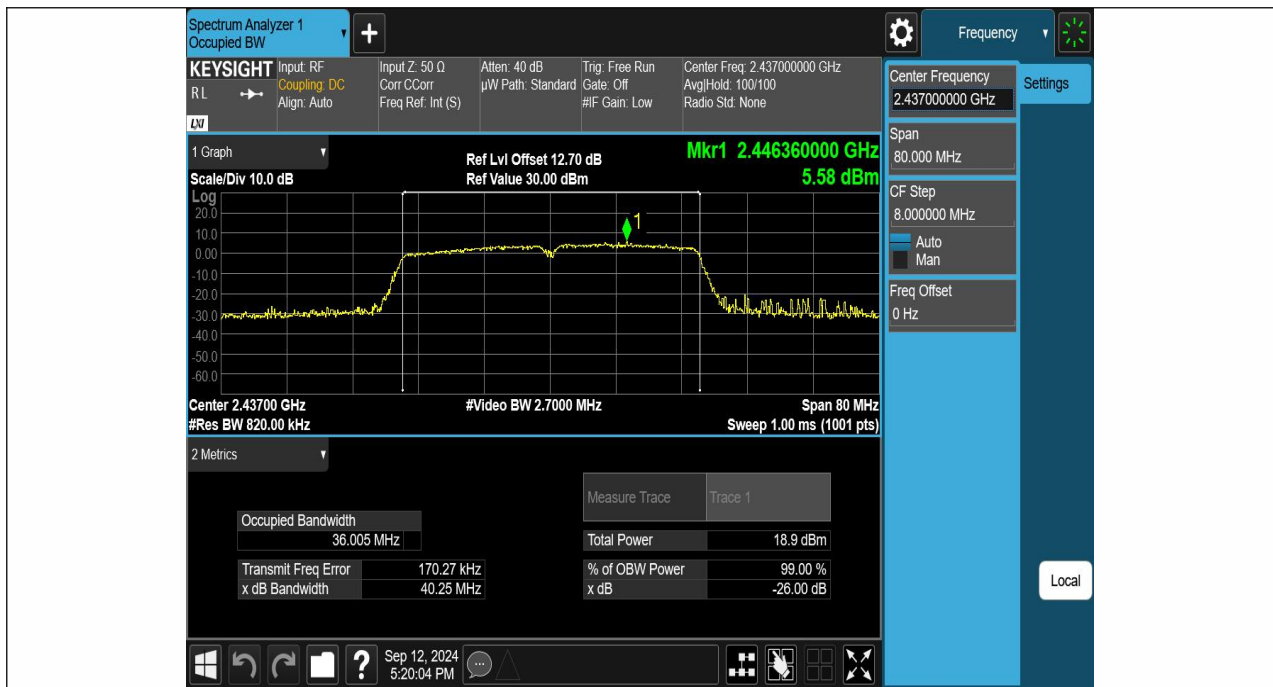 Spectrum Analyzer 1
Occupied BW
+
Frequency
KEYSIGHT
R L
LXI
Input: RF
Coupling: DC
Align: Auto
Input Z: 50 Ω
Corr CCorr
Freq Ref: Int (S)
Atten: 40 dB
µW Path: Standard
Trig: Free Run
Gate: Off
#IF Gain: Low
Center Freq: 2.437000000 GHz
Avg|Hold: 100/100
Radio Std: None
Center Frequency
2.437000000 GHz
Settings
Span
80.000 MHz
CF Step
8.000000 MHz
Auto
Man
Freq Offset
0 Hz
1 Graph
Scale/Div 10.0 dB
Ref Lvl Offset 12.70 dB
Ref Value 30.00 dBm
Mkr1 2.446360000 GHz
5.58 dBm
Log
20.0
10.0
0.00
-10.0
-20.0
-30.0
-40.0
-50.0
-60.0
1
Center 2.43700 GHz
#Video BW 2.7000 MHz
Span 80 MHz
#Res BW 820.00 kHz
Sweep 1.00 ms (1001 pts)
2 Metrics
Measure Trace Trace 1
Occupied Bandwidth
36.005 MHz
Total Power 18.9 dBm
Transmit Freq Error 170.27 kHz
% of OBW Power 99.00 %
x dB Bandwidth 40.25 MHz
x dB -26.00 dB
Local
?
Sep 12, 2024
5:20:04 PM